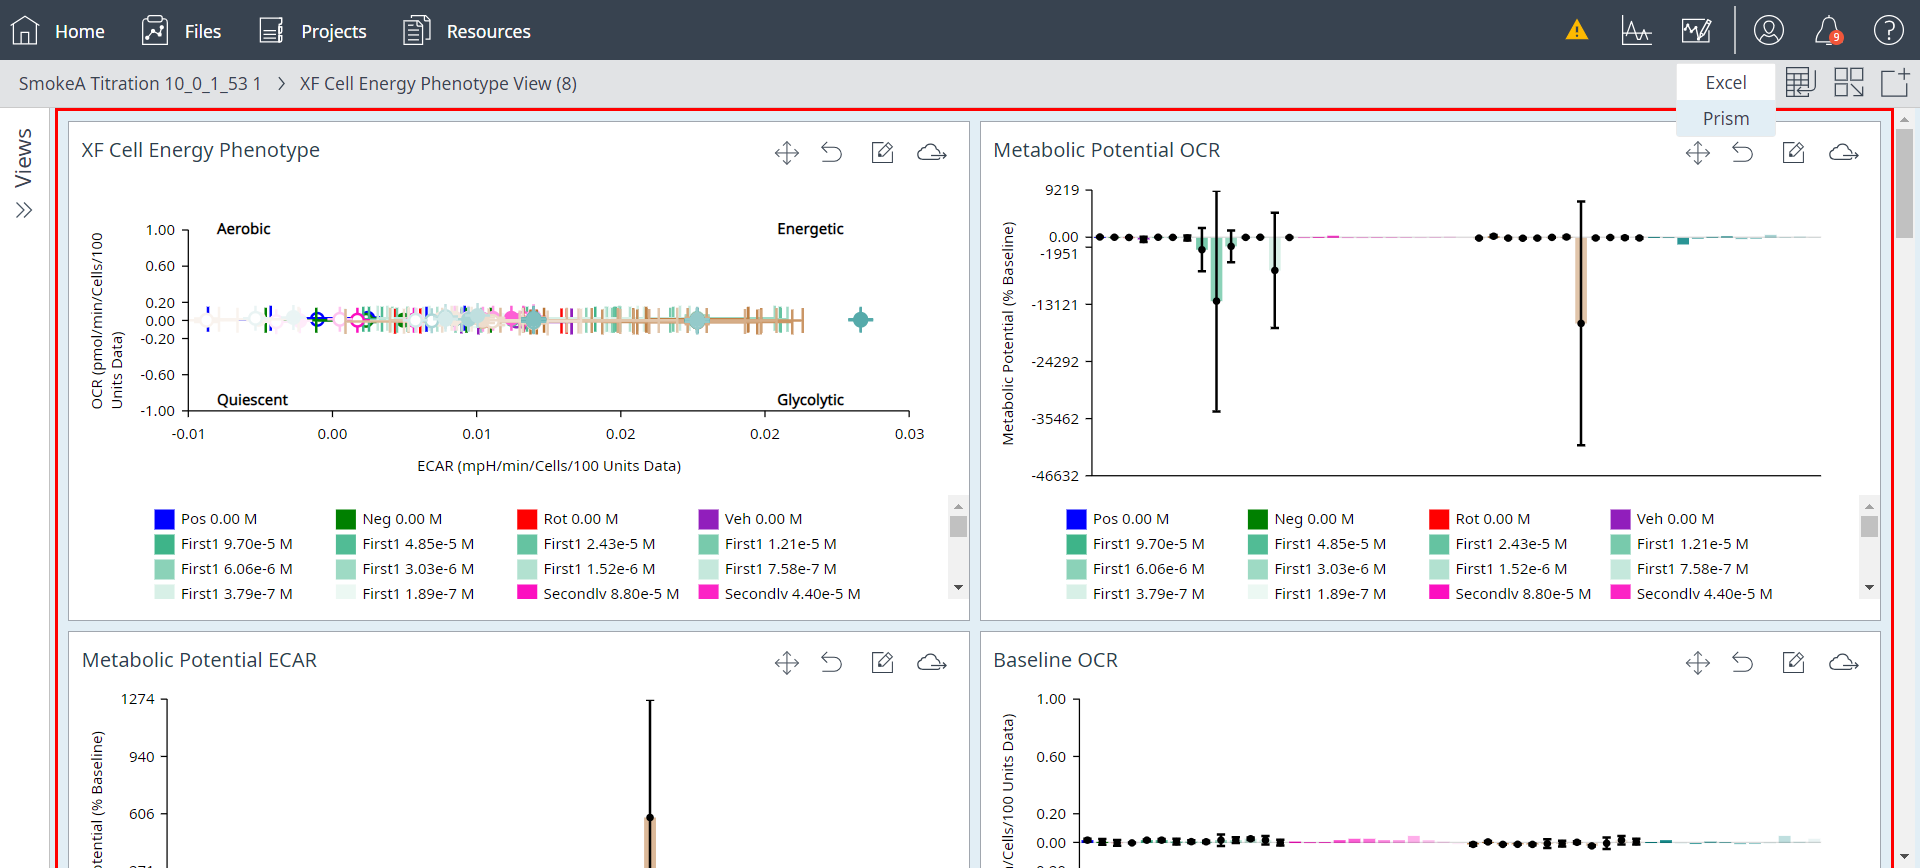 Home
Files
Projects
Resources
9
SmokeA Titration 10_0_1_53 1 > XF Cell Energy Phenotype View (8)
Excel
Prism
Views
XF Cell Energy Phenotype
OCR (pmol/min/Cells/100
Units Data)
1.00
0.60
0.20
0.00
-0.20
-0.60
-1.00
Aerobic
Energetic
Quiescent
Glycolytic
-0.01
0.00
0.01
0.02
0.02
0.03
ECAR (mpH/min/Cells/100 Units Data)
Pos 0.00 M
Neg 0.00 M
Rot 0.00 M
Veh 0.00 M
First1 9.70e-5 M
First1 4.85e-5 M
First1 2.43e-5 M
First1 1.21e-5 M
First1 6.06e-6 M
First1 3.03e-6 M
First1 1.52e-6 M
First1 7.58e-7 M
First1 3.79e-7 M
First1 1.89e-7 M
Secondly 8.80e-5 M
Secondly 4.40e-5 M
Metabolic Potential OCR
Metabolic Potential (% Baseline)
9219
0.00
-1951
-13121
-24292
-35462
-46632
Pos 0.00 M
Neg 0.00 M
Rot 0.00 M
Veh 0.00 M
First1 9.70e-5 M
First1 4.85e-5 M
First1 2.43e-5 M
First1 1.21e-5 M
First1 6.06e-6 M
First1 3.03e-6 M
First1 1.52e-6 M
First1 7.58e-7 M
First1 3.79e-7 M
First1 1.89e-7 M
Secondly 8.80e-5 M
Secondly 4.40e-5 M
Metabolic Potential ECAR
otential (% Baseline)
1274
940
606
Baseline OCR
/Cells/100 Units Data)
1.00
0.60
0.20
0.00